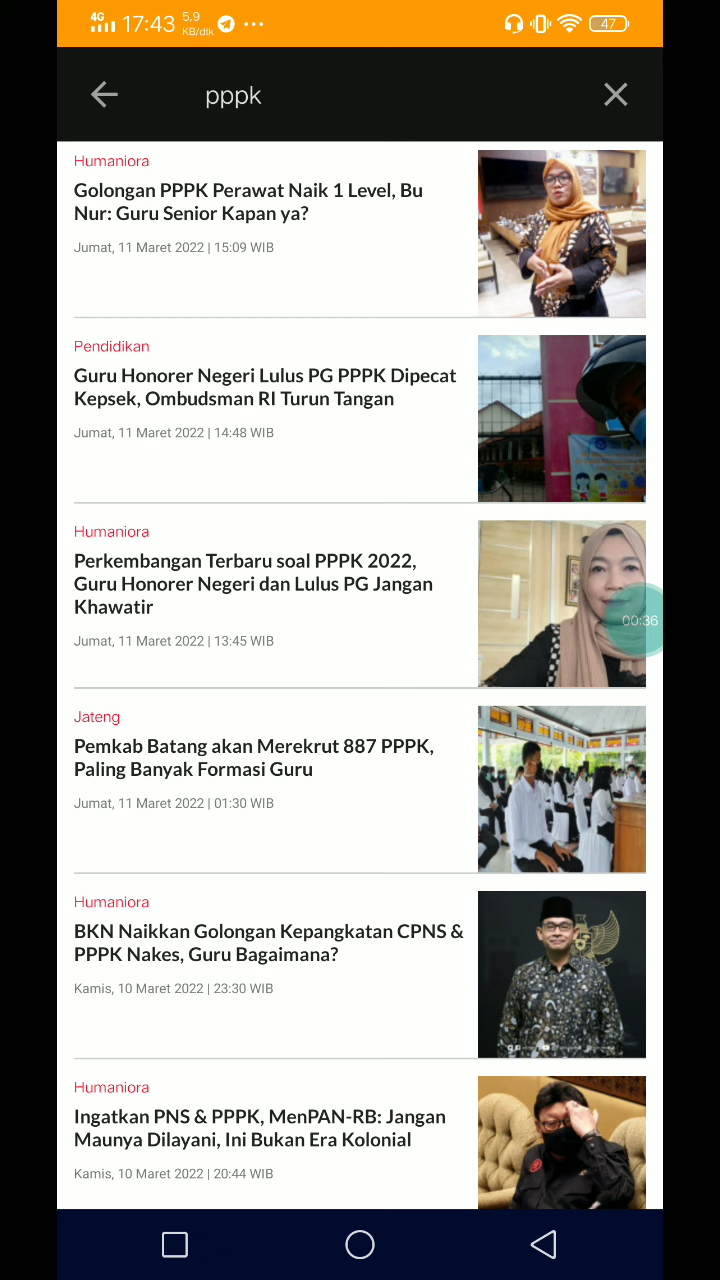 4G 17:43 5,9 KB/dtk 47
pppk
Humaniora
Golongan PPPK Perawat Naik 1 Level, Bu
Nur: Guru Senior Kapan ya?
Jumat, 11 Maret 2022 | 15:09 WIB
Pendidikan
Guru Honorer Negeri Lulus PG PPPK Dipecat
Kepsek, Ombudsman RI Turun Tangan
Jumat, 11 Maret 2022 | 14:48 WIB
Humaniora
Perkembangan Terbaru soal PPPK 2022,
Guru Honorer Negeri dan Lulus PG Jangan
Khawatir
Jumat, 11 Maret 2022 | 13:45 WIB
00:36
Jateng
Pemkab Batang akan Merekrut 887 PPPK,
Paling Banyak Formasi Guru
Jumat, 11 Maret 2022 | 01:30 WIB
Humaniora
BKN Naikkan Golongan Kepangkatan CPNS &
PPPK Nakes, Guru Bagaimana?
Kamis, 10 Maret 2022 | 23:30 WIB
Humaniora
Ingatkan PNS & PPPK, MenPAN-RB: Jangan
Maunya Dilayani, Ini Bukan Era Kolonial
Kamis, 10 Maret 2022 | 20:44 WIB